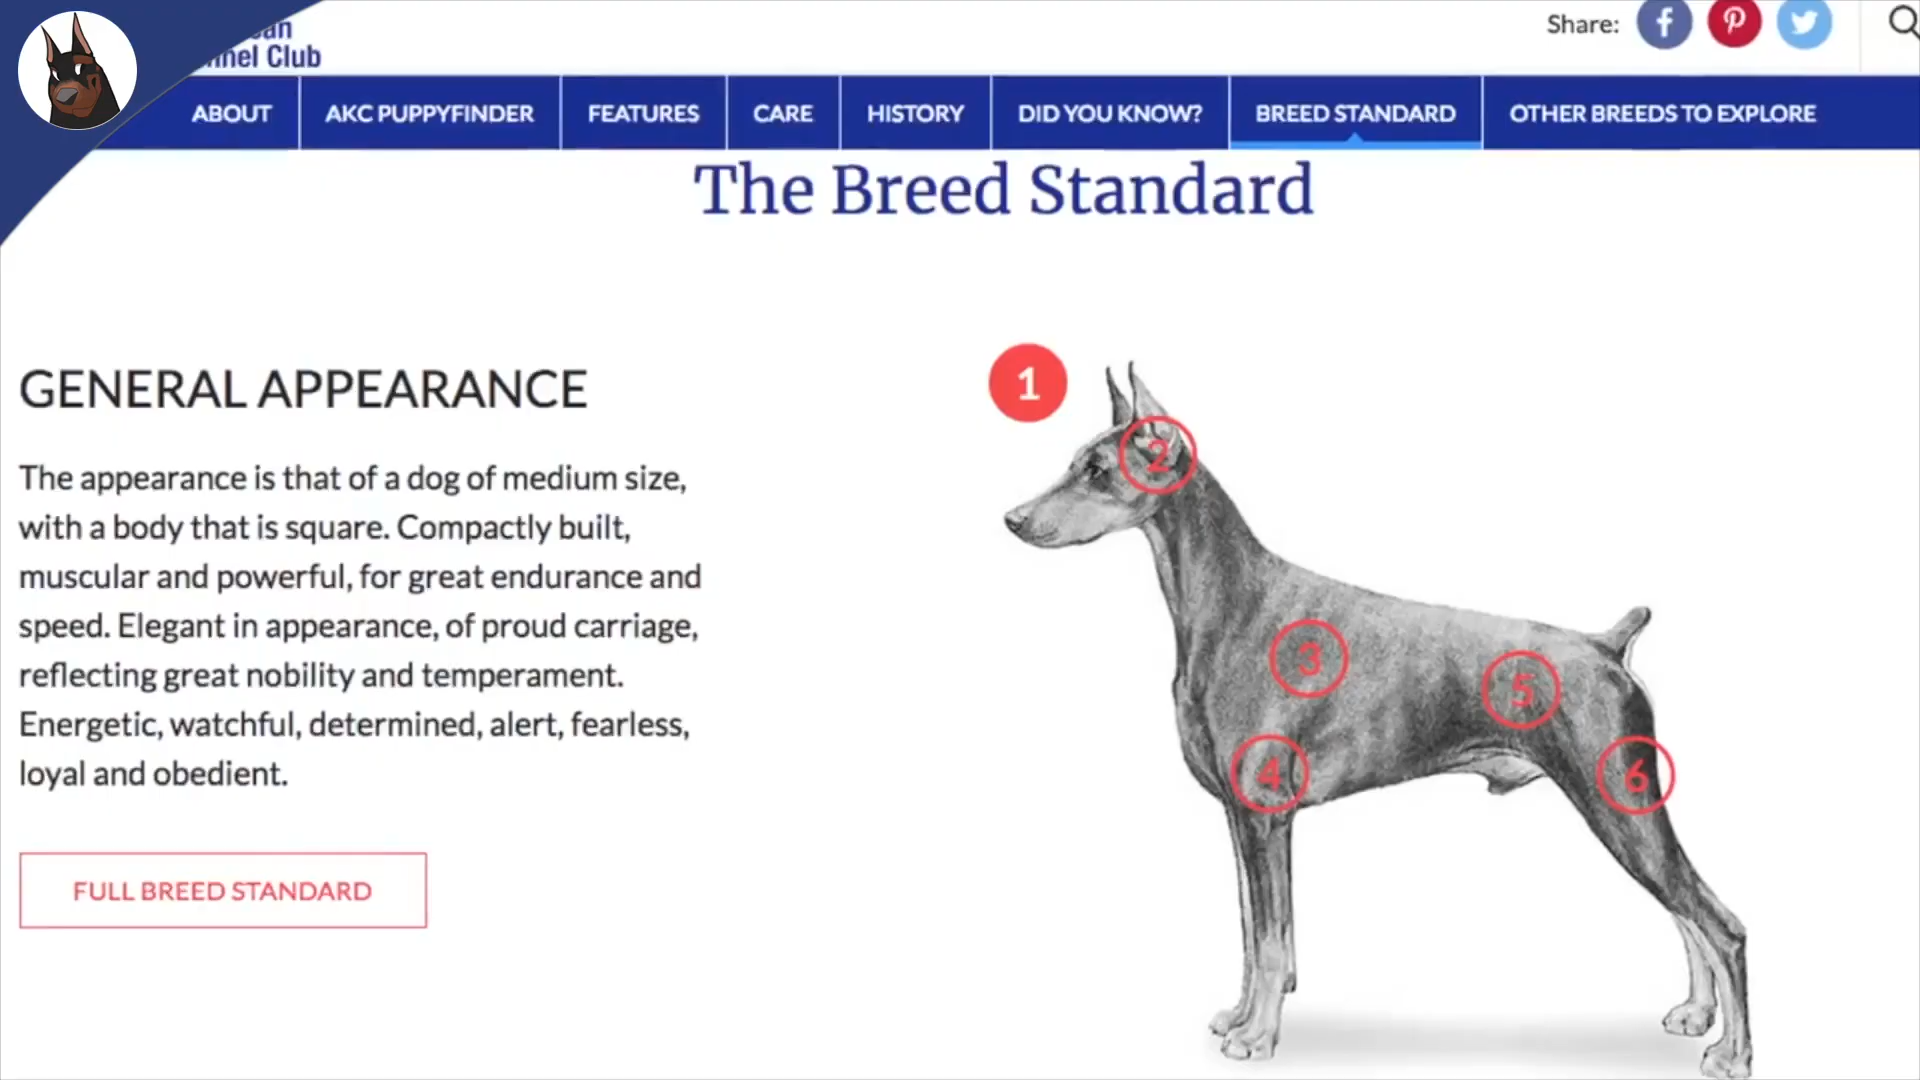 Club
Share:
ABOUT
AKC PUPPYFINDER
FEATURES
CARE
HISTORY
DID YOU KNOW?
BREED STANDARD
OTHER BREEDS TO EXPLORE
The Breed Standard
GENERAL APPEARANCE
The appearance is that of a dog of medium size,
with a body that is square. Compactly built,
muscular and powerful, for great endurance and
speed. Elegant in appearance, of proud carriage,
reflecting great nobility and temperament.
Energetic, watchful, determined, alert, fearless,
loyal and obedient.
FULL BREED STANDARD
1
2
3
4
5
6